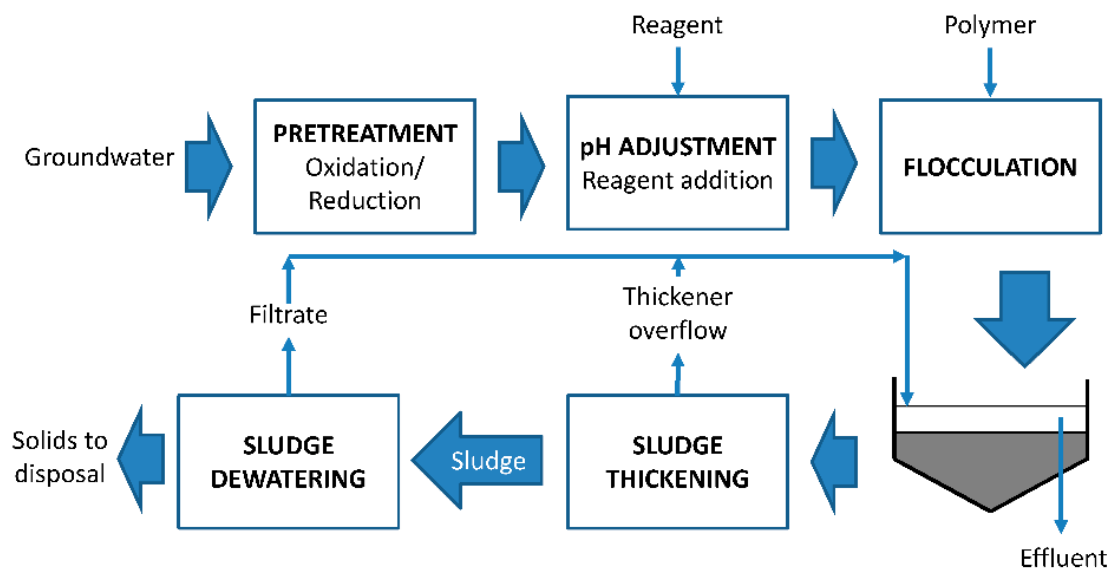 Reagent
Polymer
Groundwater
PRETREATMENT
Oxidation/
Reduction
pH ADJUSTMENT
Reagent addition
FLOCCULATION
Filtrate
Thickener
overflow
Solids to
disposal
SLUDGE
DEWATERING
Sludge
SLUDGE
THICKENING
Effluent